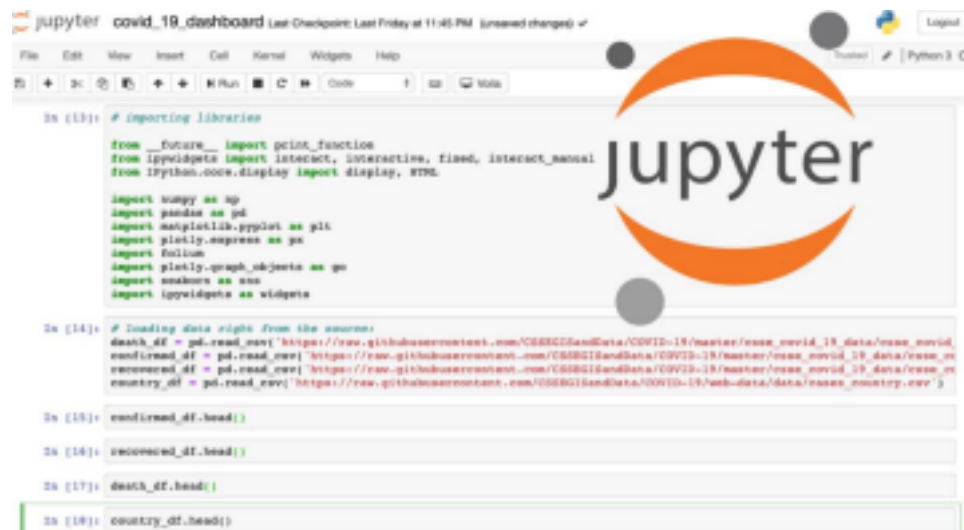 jupyter covid_19_dashboard Last Checkpoint: Last Friday at 11:45 PM (unsaved changes)
Logout
File Edit View Insert Cell Kernel Widgets Help
Trusted Python 3
Run Code Voila
jupyter
In [13]: # importing libraries
from __future__ import print_function
from ipywidgets import interact, interactive, fixed, interact_manual
from IPython.core.display import display, HTML
import numpy as np
import pandas as pd
import matplotlib.pyplot as plt
import plotly.express as px
import folium
import plotly.graph_objects as go
import seaborn as sns
import ipywidgets as widgets
In [14]: # loading data right from the source:
death_df = pd.read_csv('https://raw.githubusercontent.com/CSSEGISandData/COVID-19/master/csse_covid_19_data/csse_covid_
confirmed_df = pd.read_csv('https://raw.githubusercontent.com/CSSEGISandData/COVID-19/master/csse_covid_19_data/csse_co
recovered_df = pd.read_csv('https://raw.githubusercontent.com/CSSEGISandData/COVID-19/master/csse_covid_19_data/csse_co
country_df = pd.read_csv('https://raw.githubusercontent.com/CSSEGISandData/COVID-19/web-data/data/cases_country.csv')
In [15]: confirmed_df.head()
In [16]: recovered_df.head()
In [17]: death_df.head()
In [18]: country_df.head()